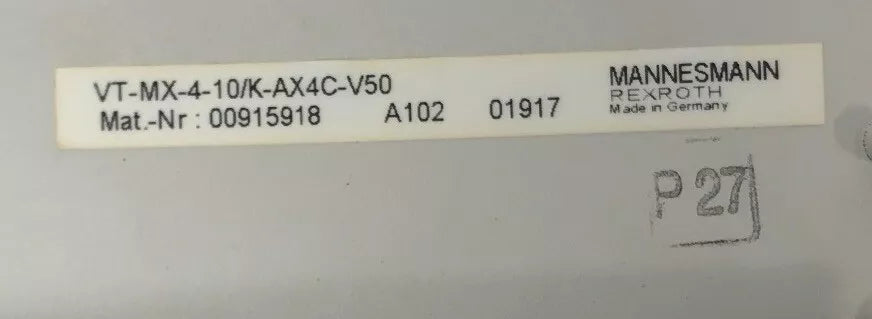 VT-MX-4-10/K-AX4C-V50
Mat.-Nr : 00915918 A102 01917
MANNESMANN
REXROTH
Made in Germany
P 27